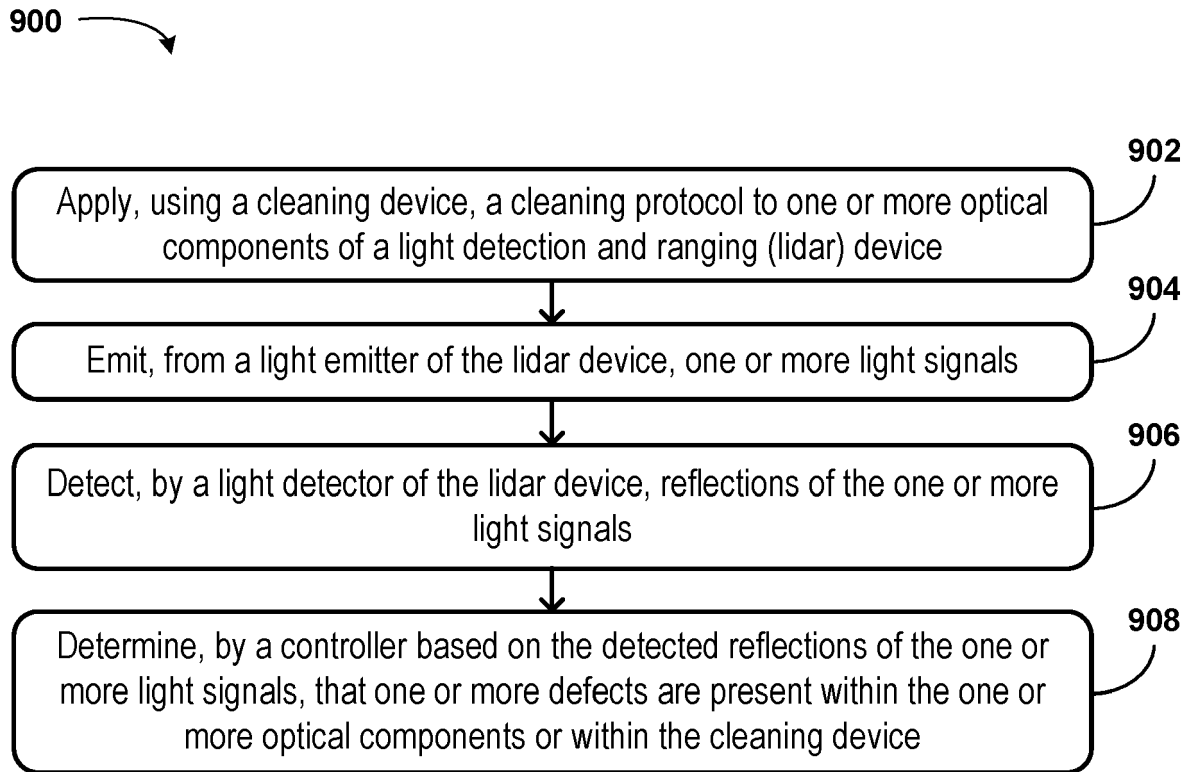 900
902
Apply, using a cleaning device, a cleaning protocol to one or more optical
components of a light detection and ranging (lidar) device
904
Emit, from a light emitter of the lidar device, one or more light signals
906
Detect, by a light detector of the lidar device, reflections of the one or more
light signals
908
Determine, by a controller based on the detected reflections of the one or
more light signals, that one or more defects are present within the one or
more optical components or within the cleaning device